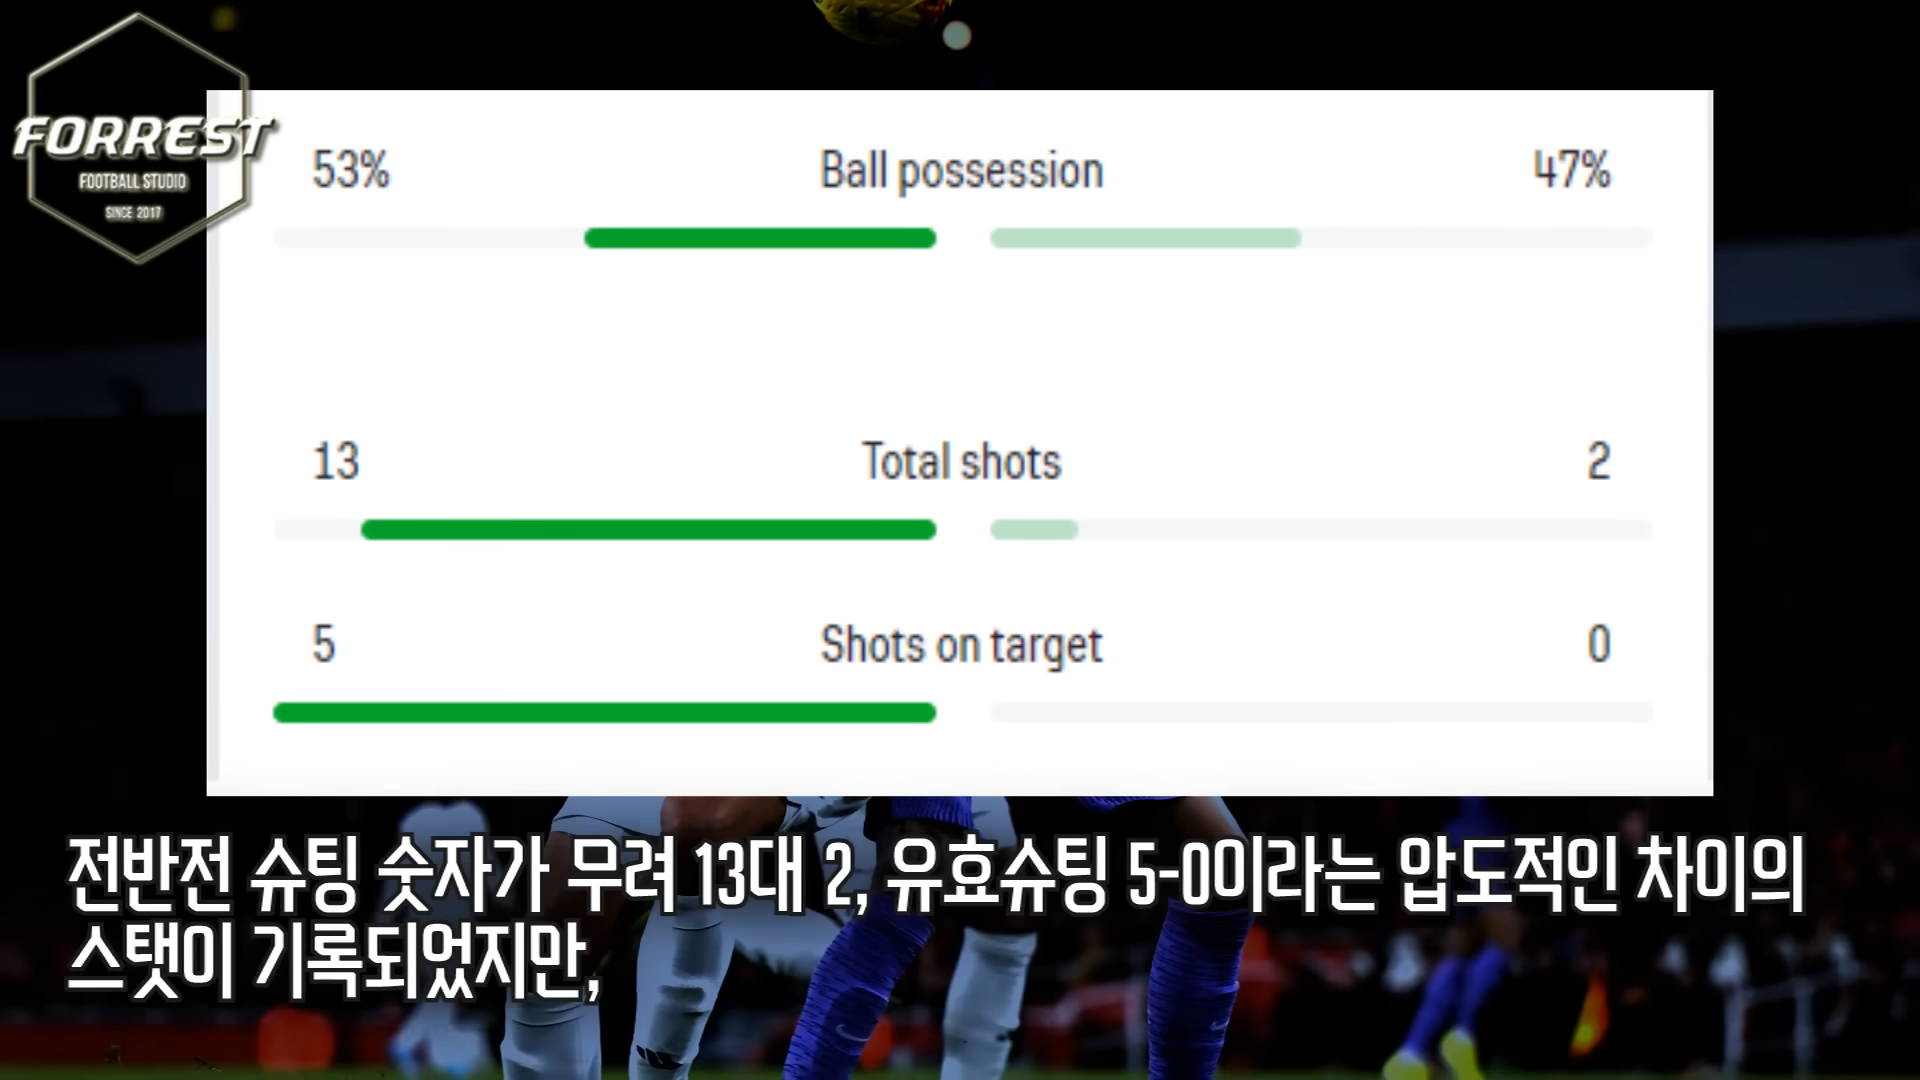 FORREST
FOOTBALL STUDIO
SINCE 2017
53% Ball possession 47%
13 Total shots 2
5 Shots on target 0
전반전 슈팅 숫자가 무려 13대 2, 유효슈팅 5-0이라는 압도적인 차이의
스탯이 기록되었지만,